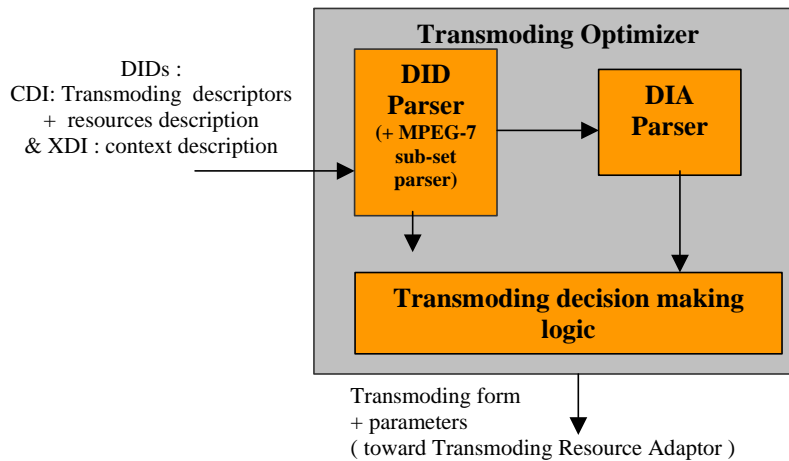 Transmoding Optimizer
DIDs :
CDI: Transmoding descriptors
+ resources description
& XDI : context description
DID
Parser
(+ MPEG-7
sub-set
parser)
DIA
Parser
Transmoding decision making
logic
Transmoding form
+ parameters
( toward Transmoding Resource Adaptor )